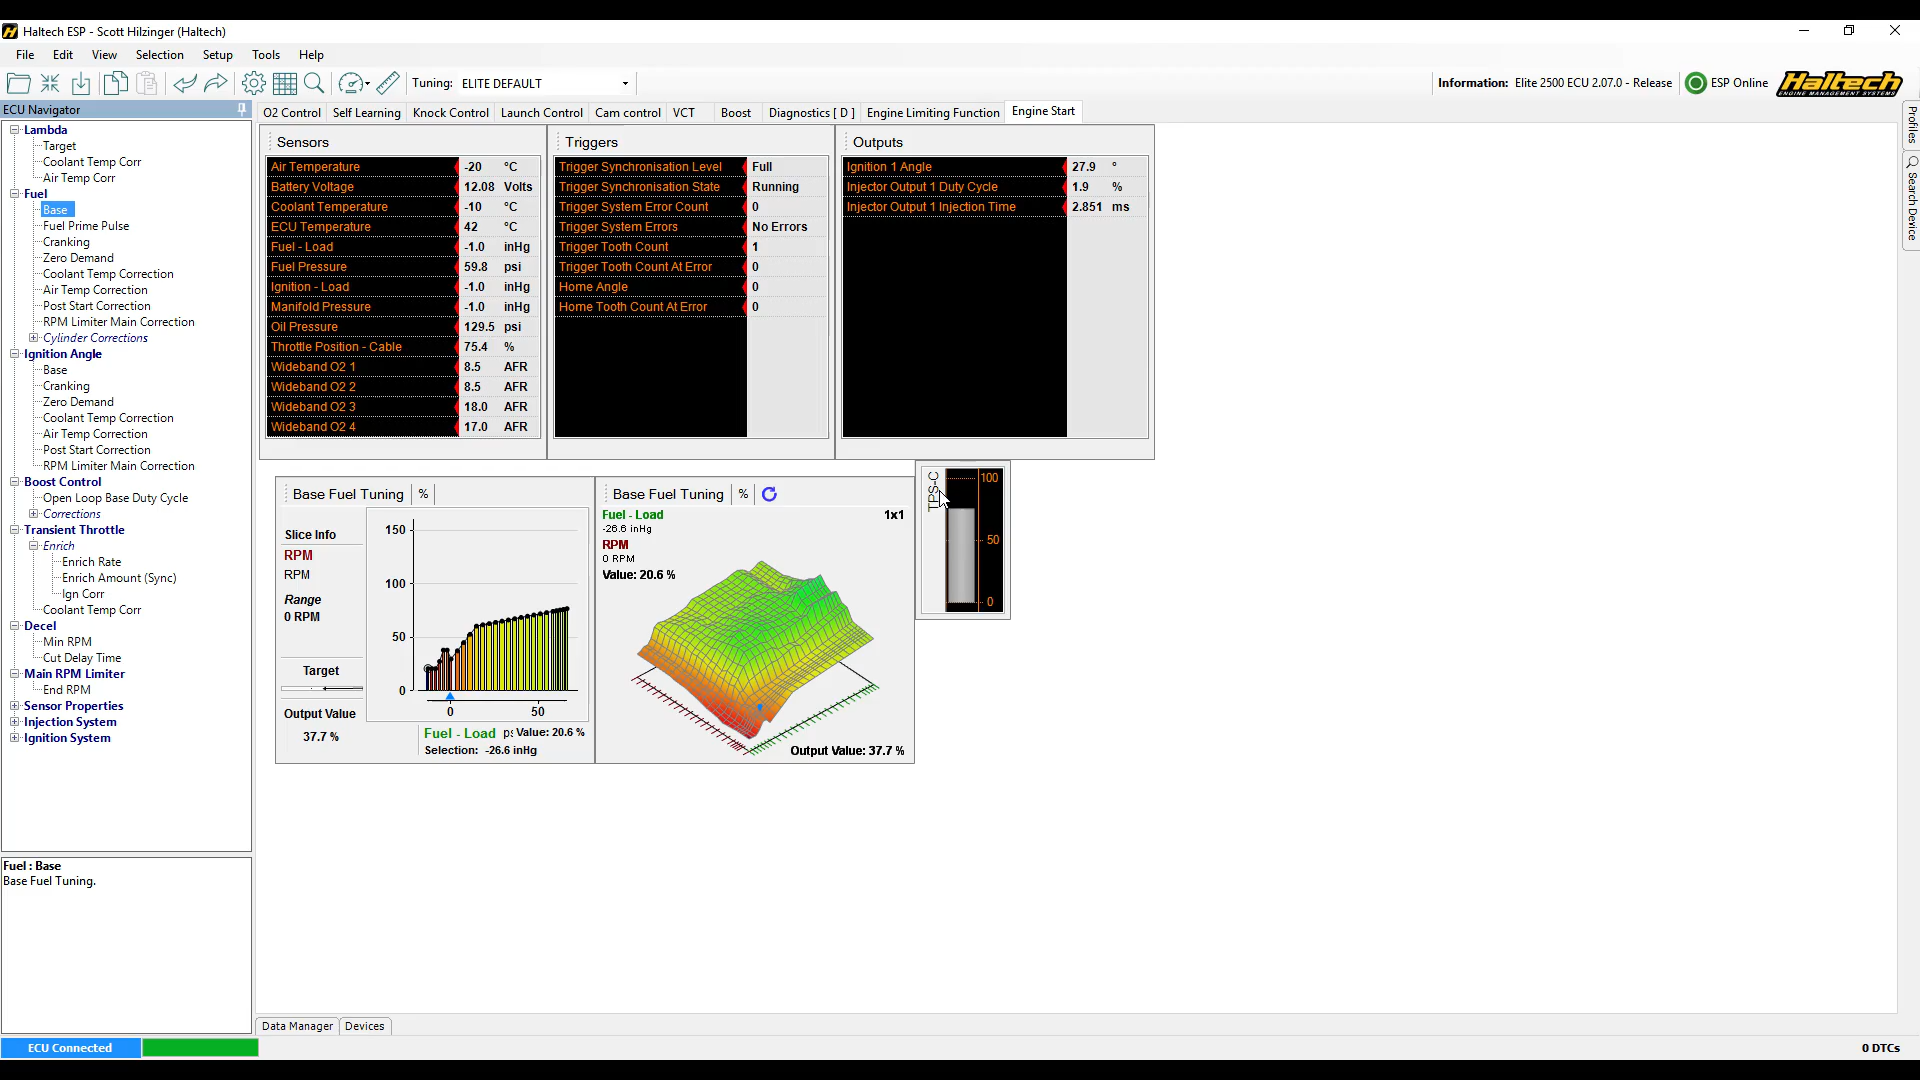 Haltech ESP - Scott Hilzinger (Haltech)
File Edit View Selection Setup Tools Help
Tuning: ELITE DEFAULT
Information: Elite 2500 ECU 2.07.0 - Release
ESP Online
Haltech
ENGINE MANAGEMENT SYSTEMS
ECU Navigator
Lambda
Target
Coolant Temp Corr
Air Temp Corr
Fuel
Base
Fuel Prime Pulse
Cranking
Zero Demand
Coolant Temp Correction
Air Temp Correction
Post Start Correction
RPM Limiter Main Correction
Cylinder Corrections
Ignition Angle
Base
Cranking
Zero Demand
Coolant Temp Correction
Air Temp Correction
Post Start Correction
RPM Limiter Main Correction
Boost Control
Open Loop Base Duty Cycle
Corrections
Transient Throttle
Enrich
Enrich Rate
Enrich Amount (Sync)
Ign Corr
Coolant Temp Corr
Decel
Min RPM
Cut Delay Time
Main RPM Limiter
End RPM
Sensor Properties
Injection System
Ignition System
Fuel : Base
Base Fuel Tuning.
O2 Control Self Learning Knock Control Launch Control Cam control VCT Boost Diagnostics [ D ] Engine Limiting Function Engine Start
Sensors
Air Temperature -20 °C
Battery Voltage 12.08 Volts
Coolant Temperature -10 °C
ECU Temperature 42 °C
Fuel - Load -1.0 inHg
Fuel Pressure 59.8 psi
Ignition - Load -1.0 inHg
Manifold Pressure -1.0 inHg
Oil Pressure 129.5 psi
Throttle Position - Cable 75.4 %
Wideband O2 1 8.5 AFR
Wideband O2 2 8.5 AFR
Wideband O2 3 18.0 AFR
Wideband O2 4 17.0 AFR
Triggers
Trigger Synchronisation Level Full
Trigger Synchronisation State Running
Trigger System Error Count 0
Trigger System Errors No Errors
Trigger Tooth Count 1
Trigger Tooth Count At Error 0
Home Angle 0
Home Tooth Count At Error 0
Outputs
Ignition 1 Angle 27.9 °
Injector Output 1 Duty Cycle 1.9 %
Injector Output 1 Injection Time 2.851 ms
Base Fuel Tuning %
Slice Info
RPM
RPM
Range
0 RPM
Target
Output Value
37.7 %
150
100
50
0
0 50
Fuel - Load ps Value: 20.6 %
Selection: -26.6 inHg
Base Fuel Tuning %
Fuel - Load 1x1
-26.6 inHg
RPM
0 RPM
Value: 20.6 %
Output Value: 37.7 %
TPS-C
100
50
0
Profiles
Search Device
Data Manager Devices
ECU Connected
0 DTCs